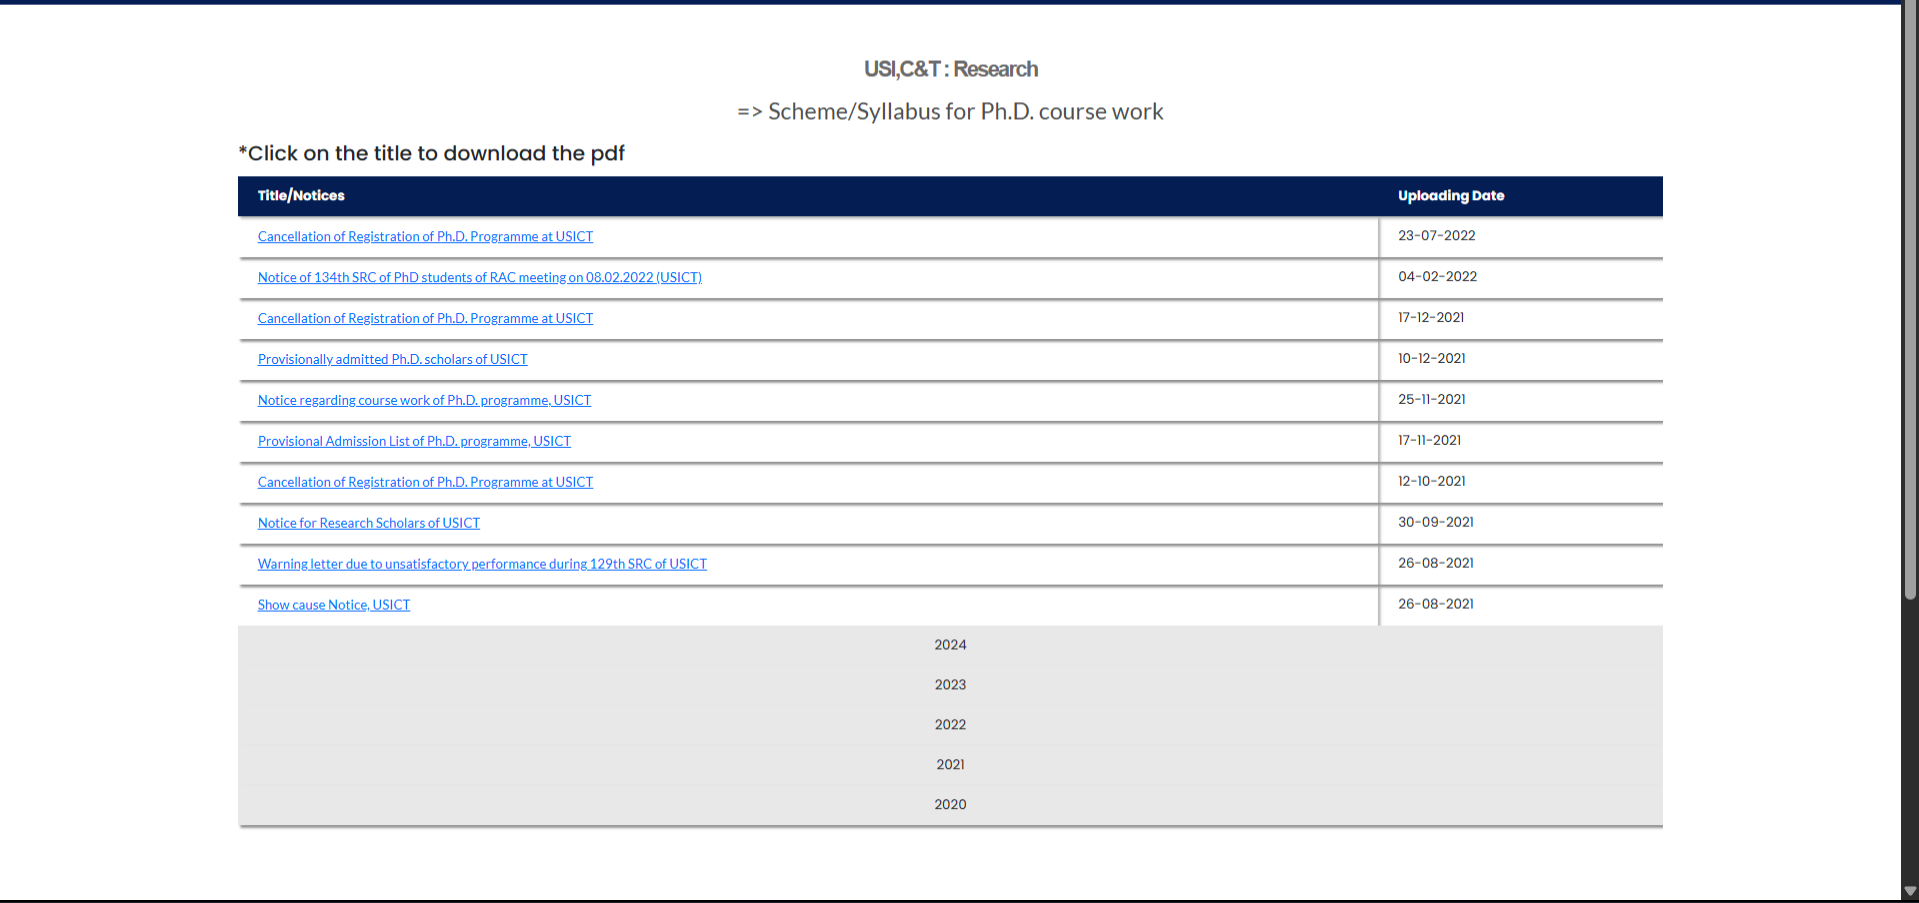 USI,C&T : Research
=> Scheme/Syllabus for Ph.D. course work
*Click on the title to download the pdf
Title/Notices Uploading Date
Cancellation of Registration of Ph.D. Programme at USICT 23-07-2022
Notice of 134th SRC of PhD students of RAC meeting on 08.02.2022 (USICT) 04-02-2022
Cancellation of Registration of Ph.D. Programme at USICT 17-12-2021
Provisionally admitted Ph.D. scholars of USICT 10-12-2021
Notice regarding course work of Ph.D. programme, USICT 25-11-2021
Provisional Admission List of Ph.D. programme, USICT 17-11-2021
Cancellation of Registration of Ph.D. Programme at USICT 12-10-2021
Notice for Research Scholars of USICT 30-09-2021
Warning letter due to unsatisfactory performance during 129th SRC of USICT 26-08-2021
Show cause Notice, USICT 26-08-2021
2024
2023
2022
2021
2020